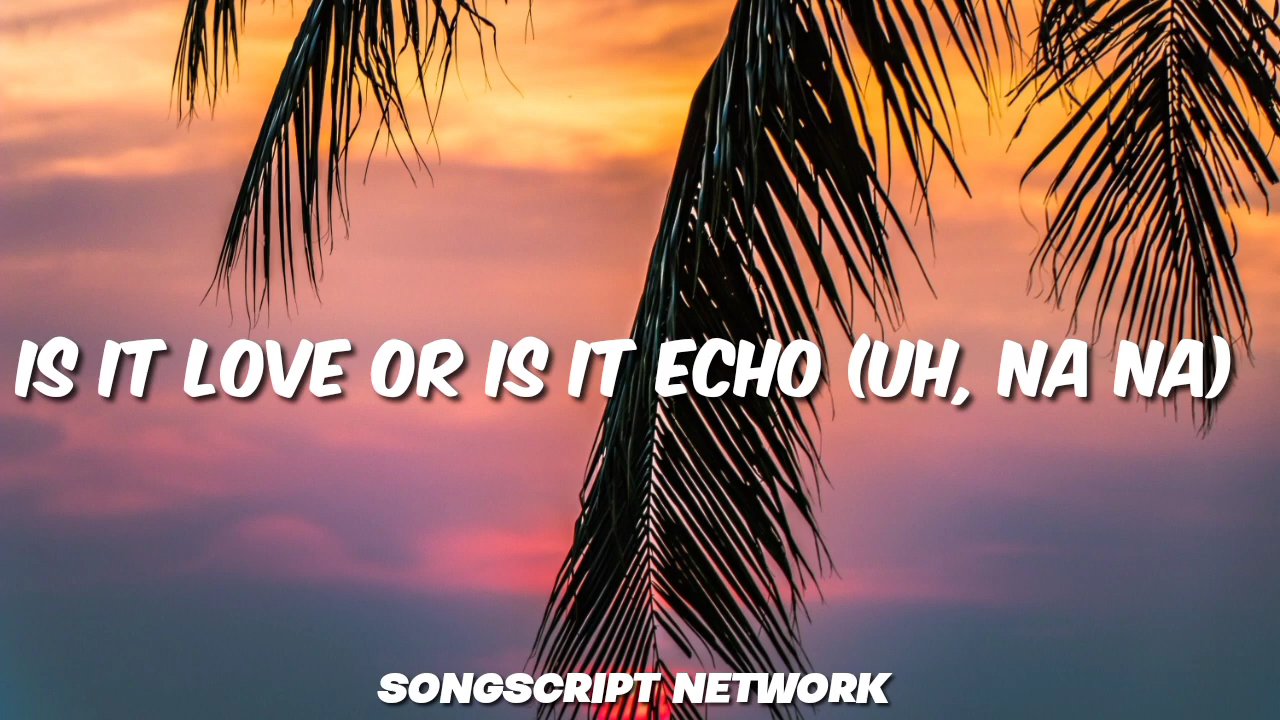 IS IT LOVE OR IS IT ECHO (UH, NA NA)
SONGSCRIPT NETWORK